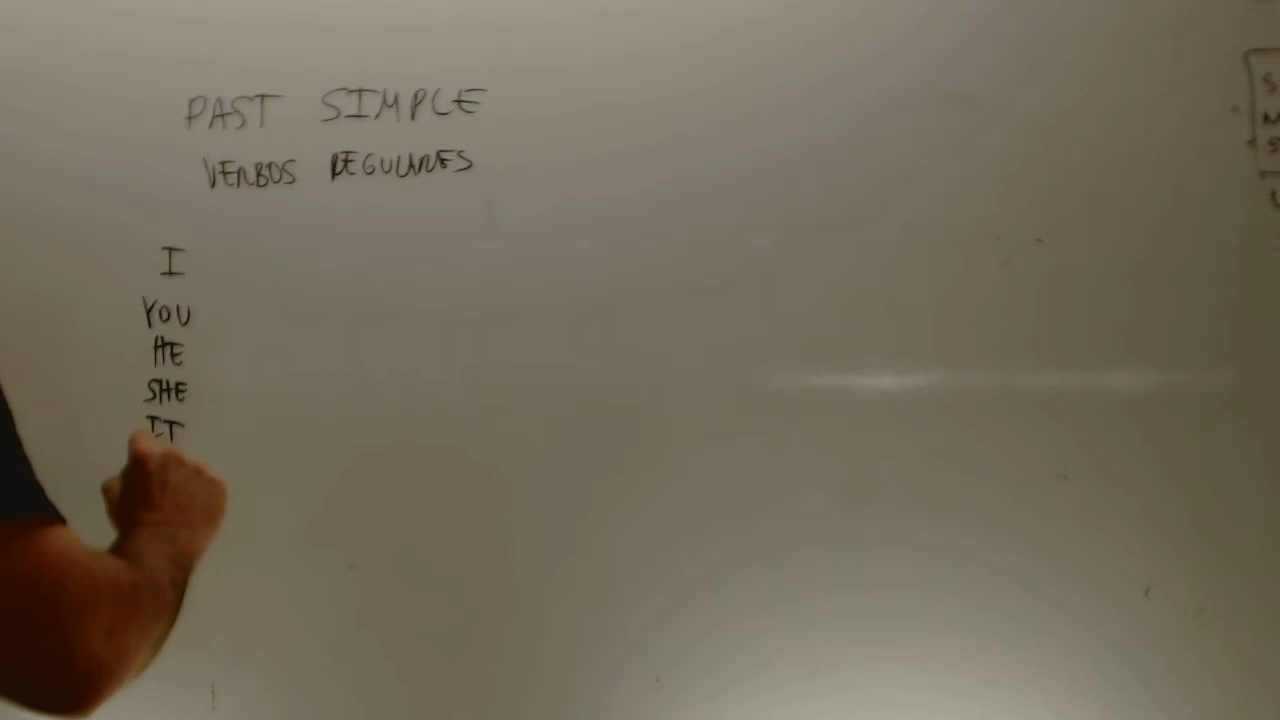 PAST SIMPLE
VERBOS REGULARES
I
YOU
HE
SHE
IT